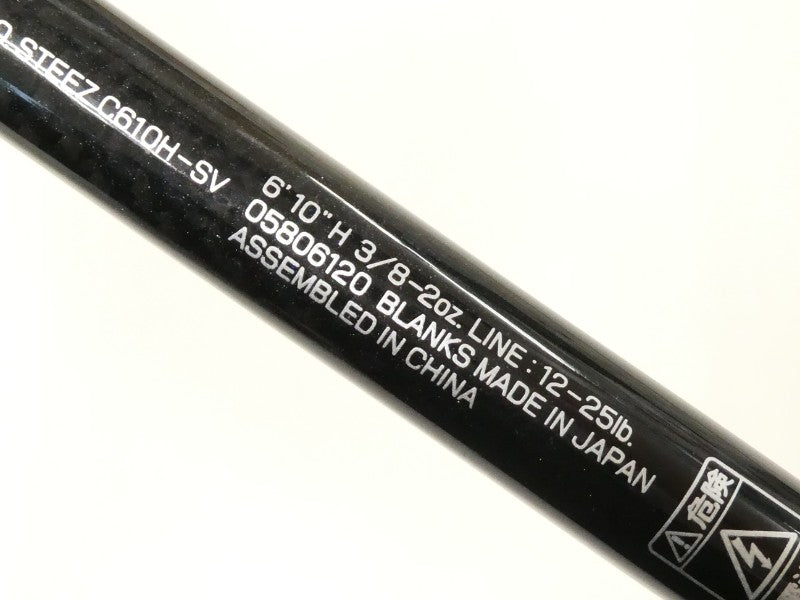 STEEZ C610H-SV
6'10"H 3/8-2oz. LINE : 12-25lb.
05806120 BLANKS MADE IN JAPAN
ASSEMBLED IN CHINA
危険